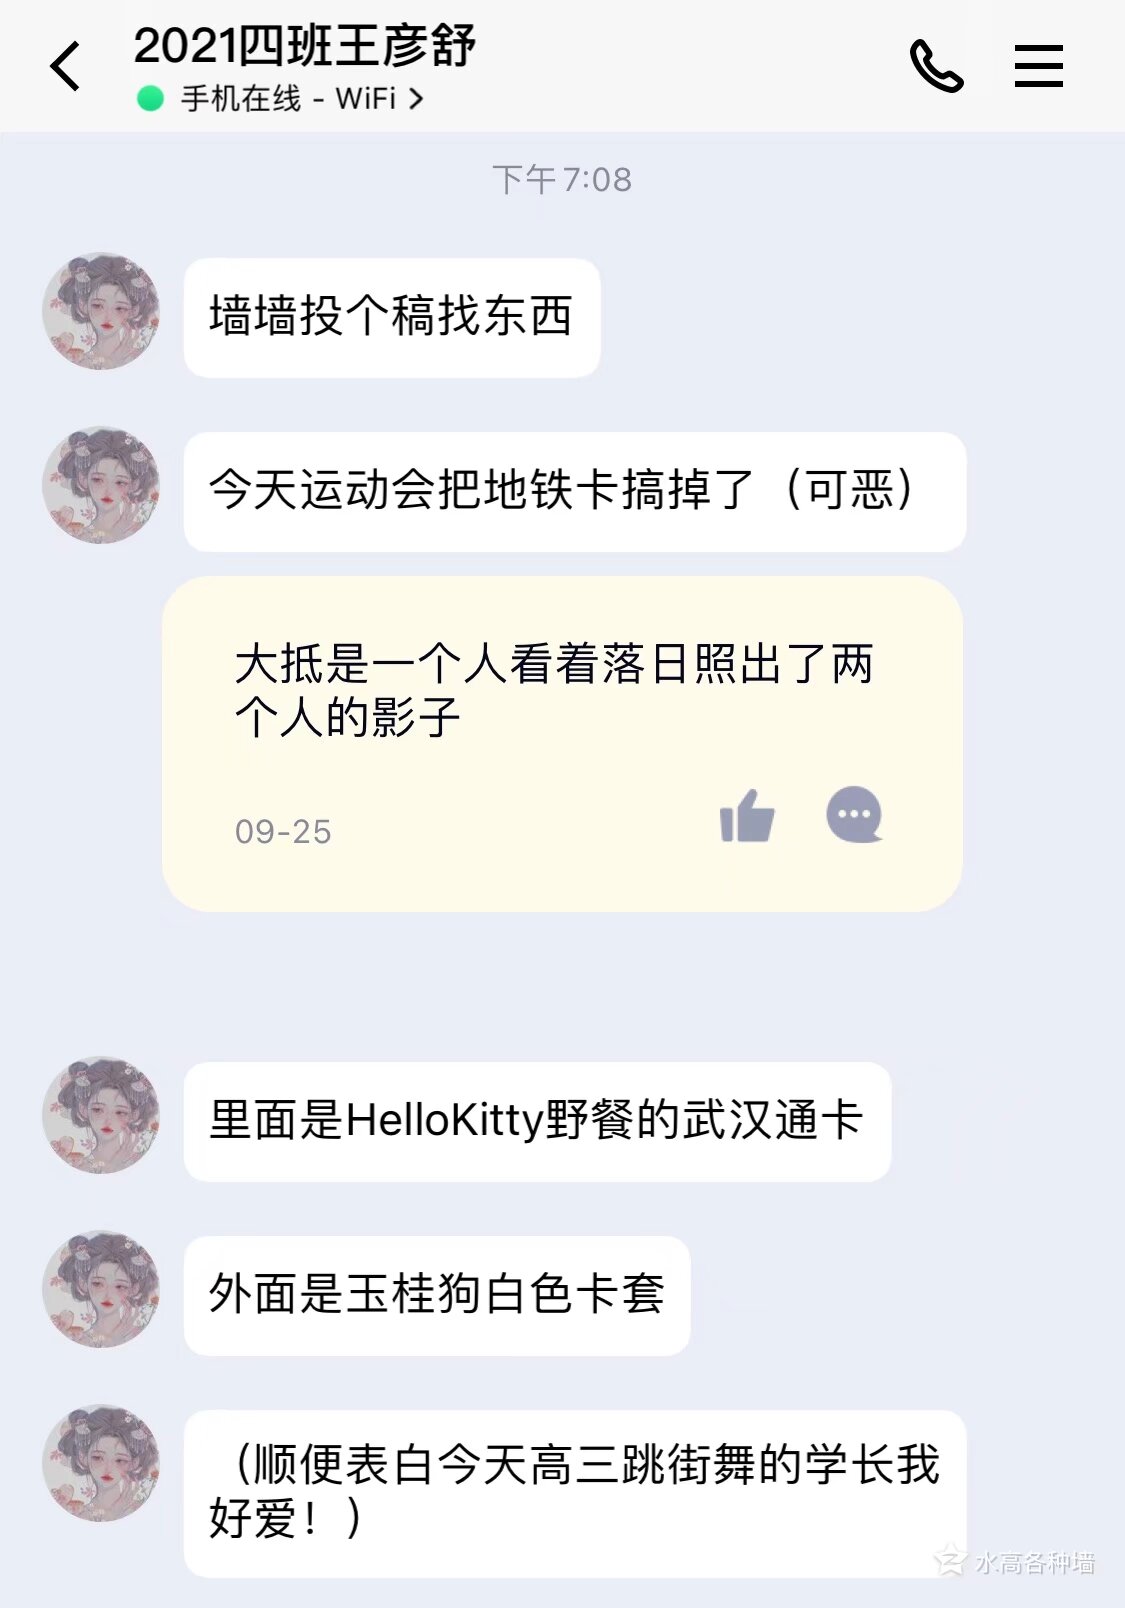 2021四班王彦舒
手机在线 - WiFi >
下午 7:08
墙墙投个稿找东西
今天运动会把地铁卡搞掉了（可恶）
大抵是一个人看着落日照出了两
个人的影子
09-25
里面是HelloKitty野餐的武汉通卡
外面是玉桂狗白色卡套
（顺便表白今天高三跳街舞的学长我
好爱！）
水高各种墙